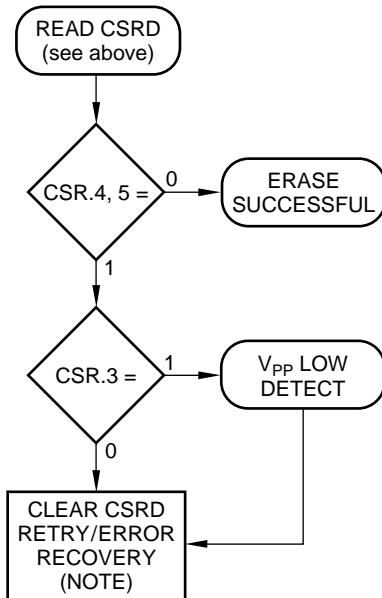 READ CSRD
(see above)
CSR.4, 5 =
0
ERASE
SUCCESSFUL
1
CSR.3 =
1
VPP LOW
DETECT
0
CLEAR CSRD
RETRY/ERROR
RECOVERY
(NOTE)